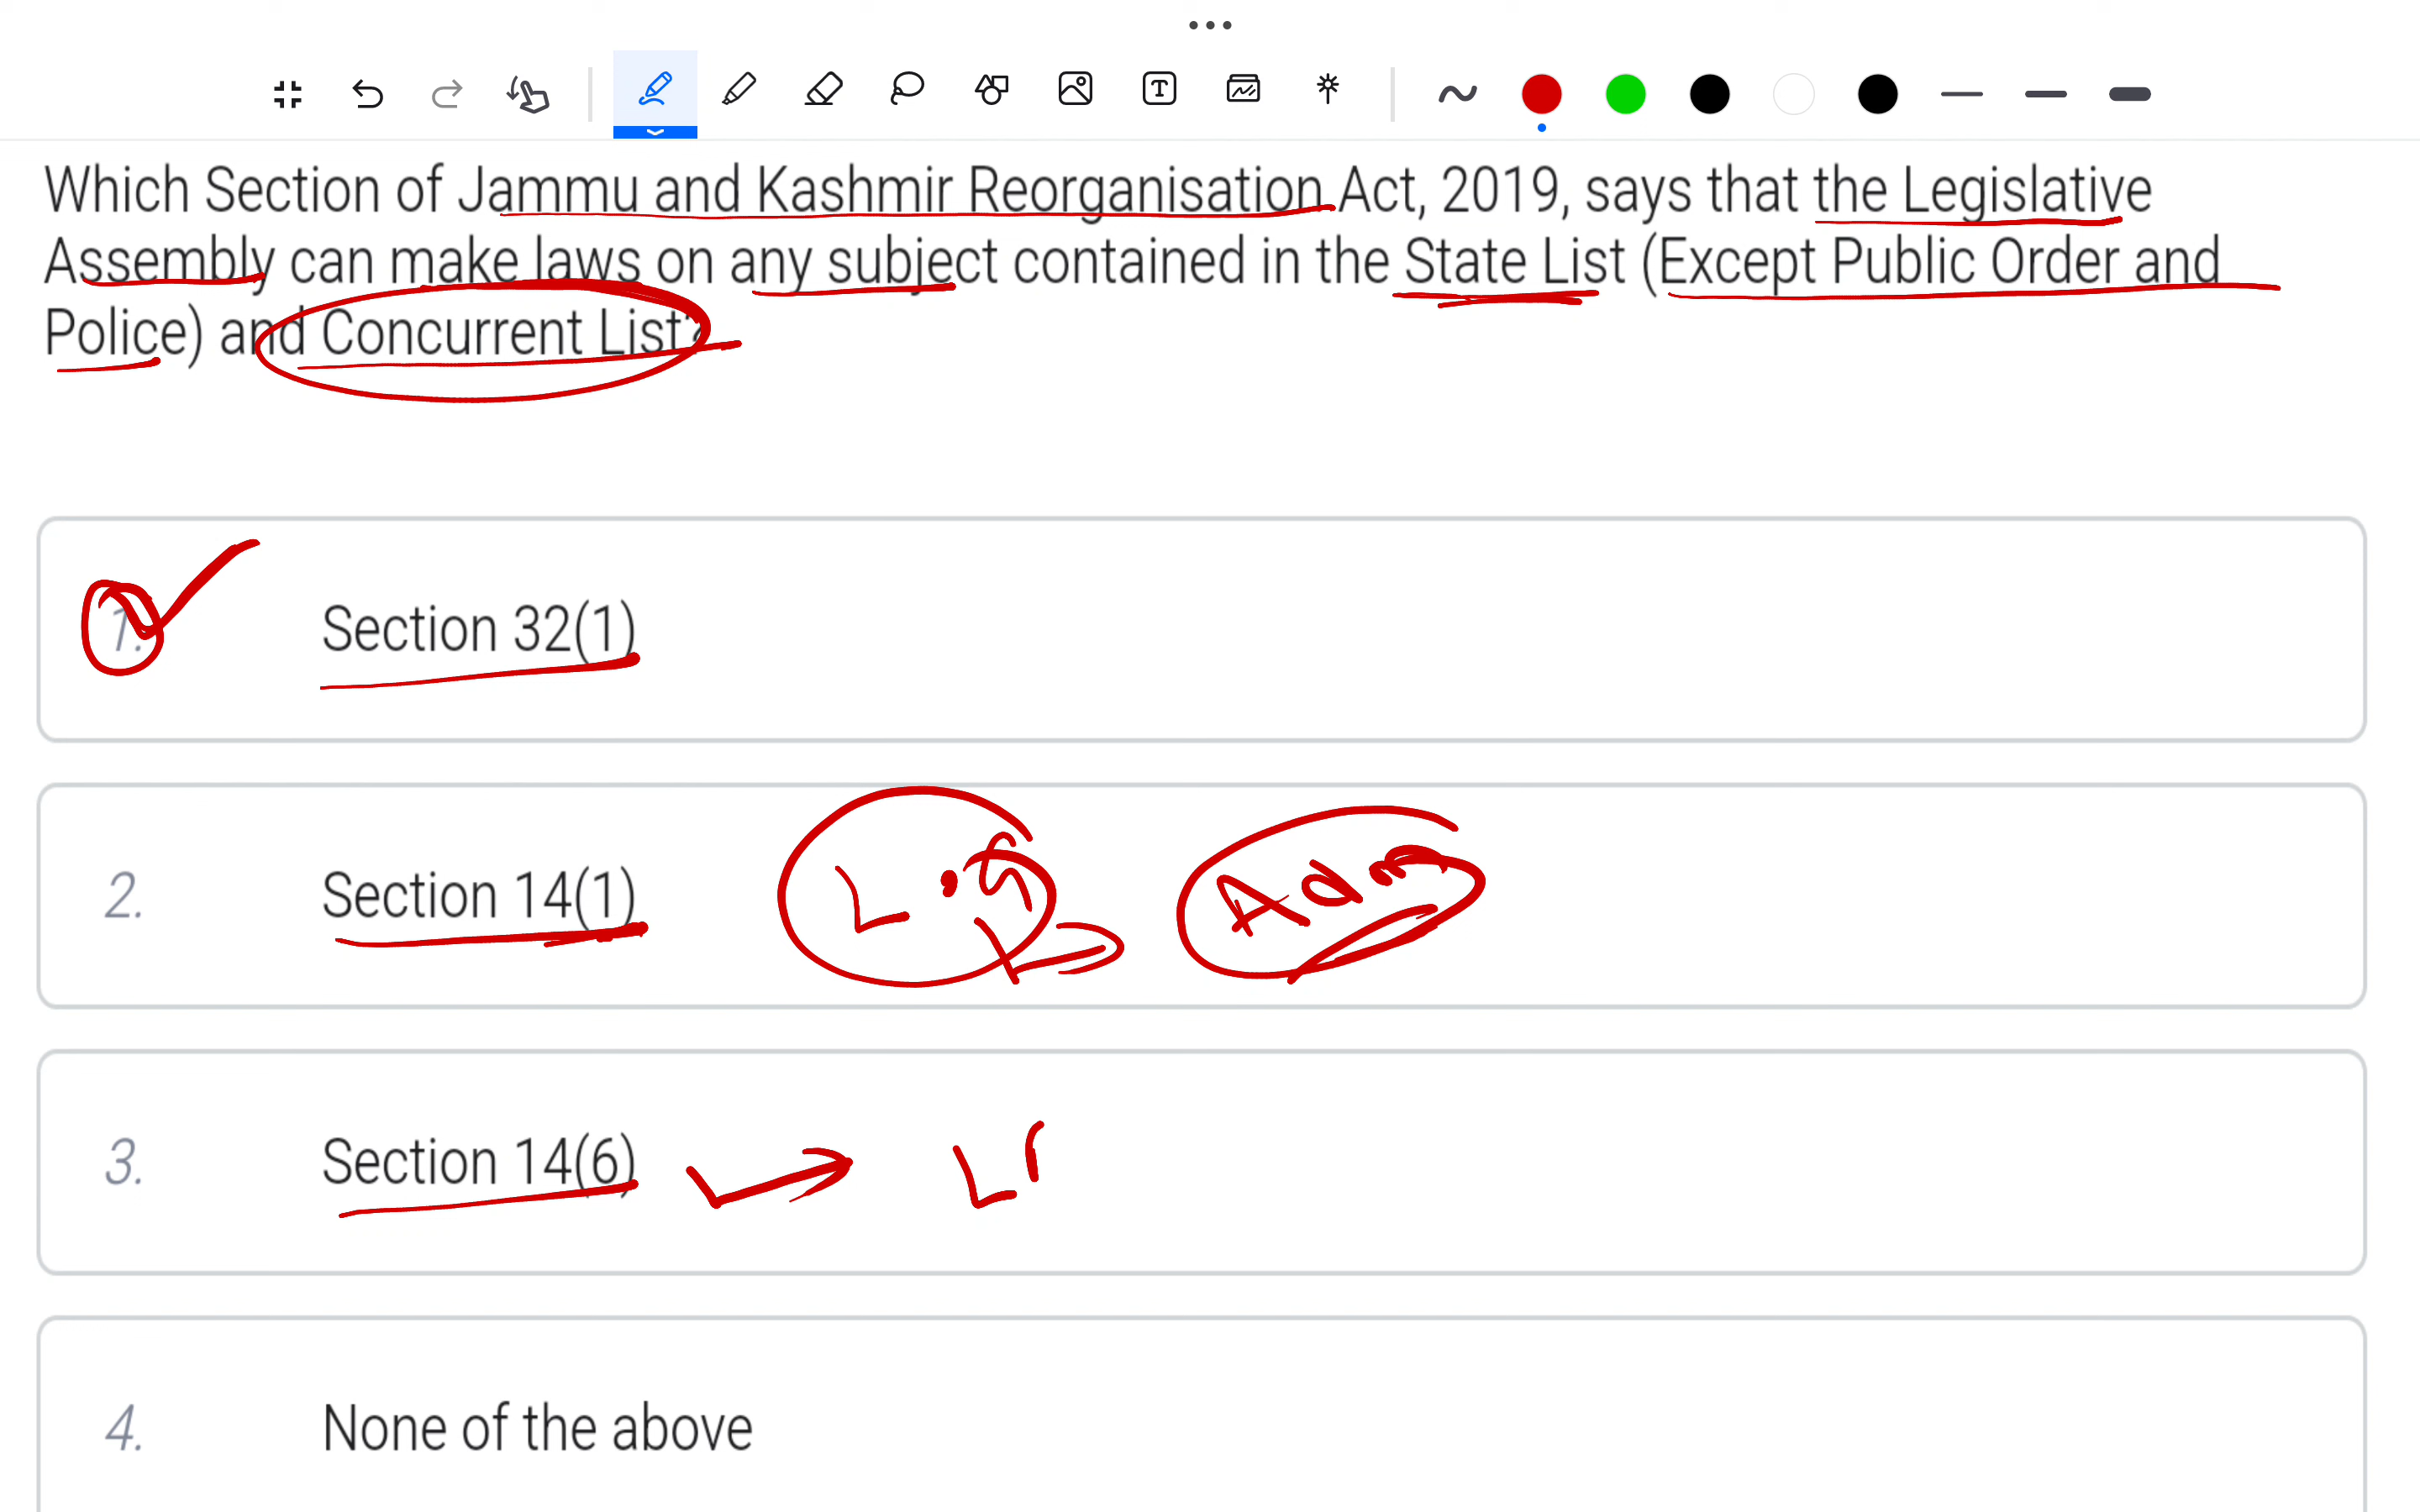 Which Section of Jammu and Kashmir Reorganisation Act, 2019, says that the Legislative
Assembly can make laws on any subject contained in the State List (Except Public Order and
Police) and Concurrent List?
1. Section 32(1)
2. Section 14(1)
3. Section 14(6)
4. None of the above